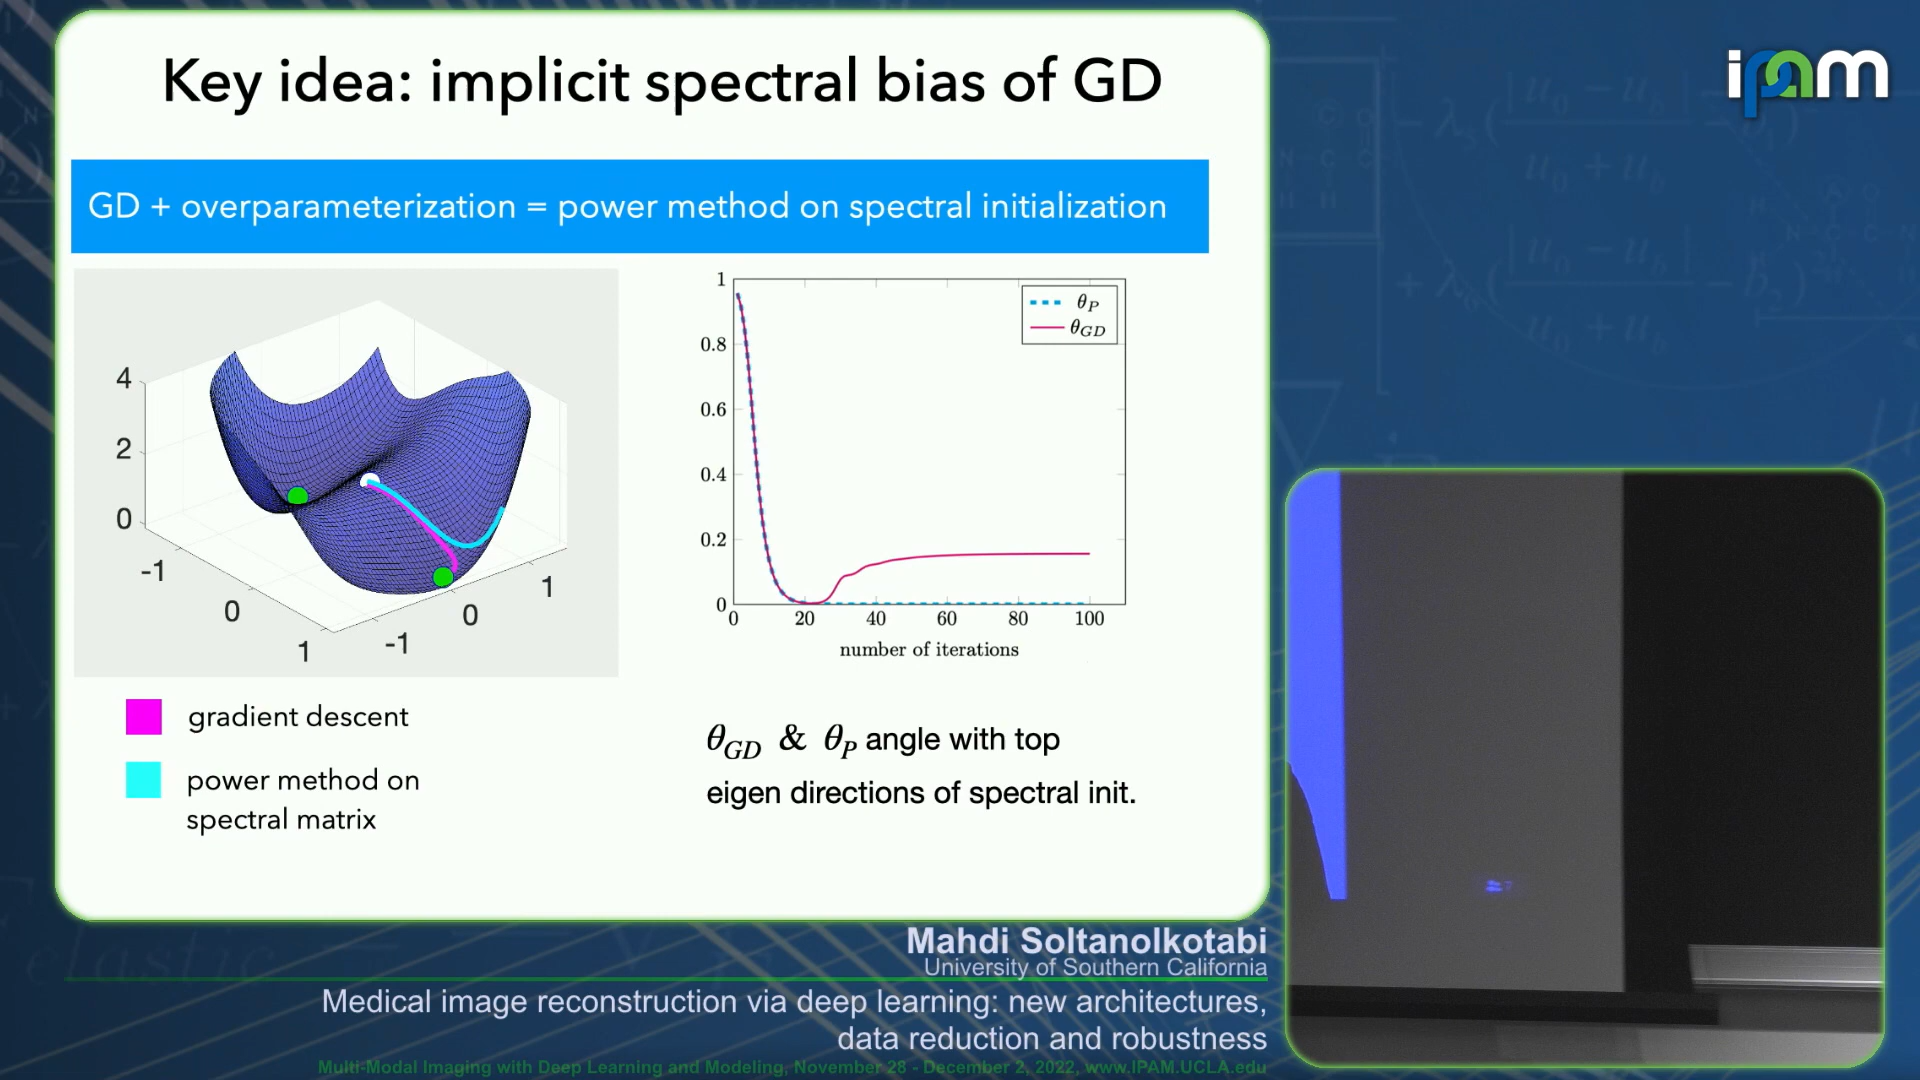 Key idea: implicit spectral bias of GD
GD + overparameterization = power method on spectral initialization
4
2
0
-1
0
1
-1
0
1
gradient descent
power method on
spectral matrix
1
0.8
0.6
0.4
0.2
0
0 20 40 60 80 100
number of iterations
θ_P
θ_GD
θ_GD & θ_P angle with top
eigen directions of spectral init.
ipam
Mahdi Soltanolkotabi
University of Southern California
Medical image reconstruction via deep learning: new architectures,
data reduction and robustness
Multi-Modal Imaging with Deep Learning and Modeling, November 28 - December 2, 2022, www.IPAM.UCLA.edu